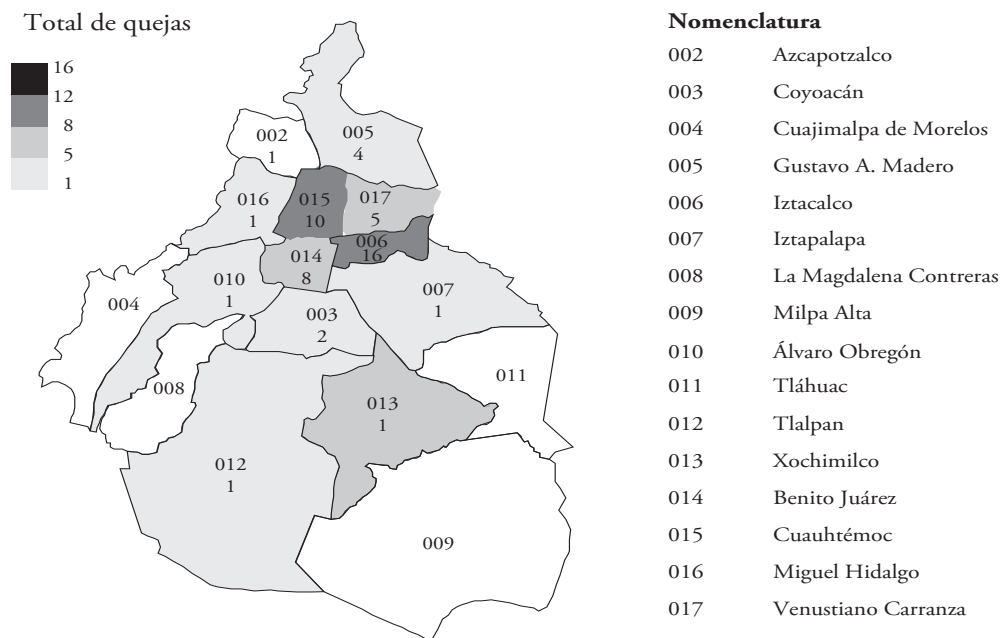 Total de quejas
16
12
8
5
1
002
1
005
4
016
1
015
10
017
5
006
16
014
8
010
1
004
003
2
007
1
008
011
013
1
012
1
009
Nomenclatura
002 Azcapotzalco
003 Coyoacán
004 Cuajimalpa de Morelos
005 Gustavo A. Madero
006 Iztacalco
007 Iztapalapa
008 La Magdalena Contreras
009 Milpa Alta
010 Álvaro Obregón
011 Tláhuac
012 Tlalpan
013 Xochimilco
014 Benito Juárez
015 Cuauhtémoc
016 Miguel Hidalgo
017 Venustiano Carranza